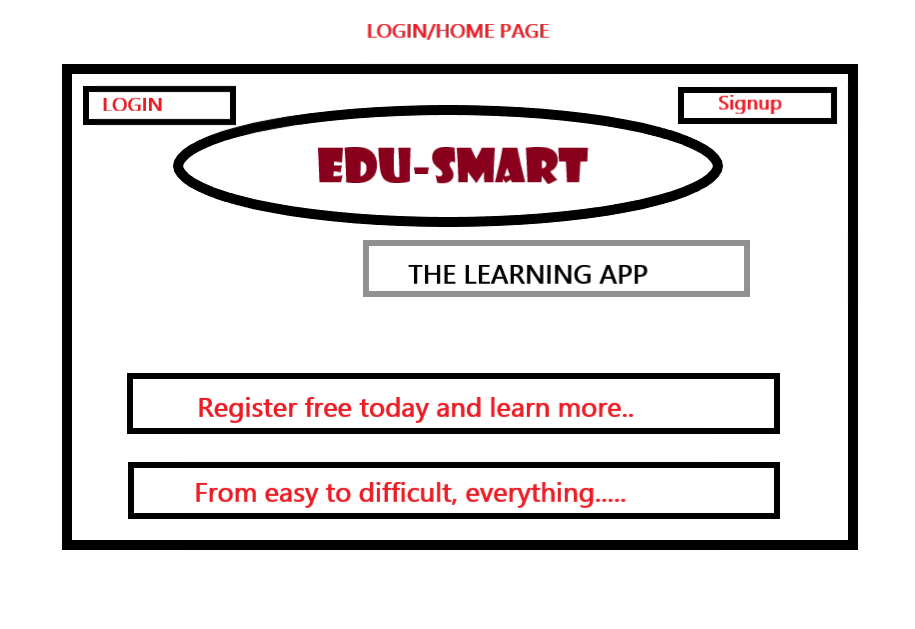 LOGIN/HOME PAGE
LOGIN
Signup
EDU-SMART
THE LEARNING APP
Register free today and learn more..
From easy to difficult, everything.....